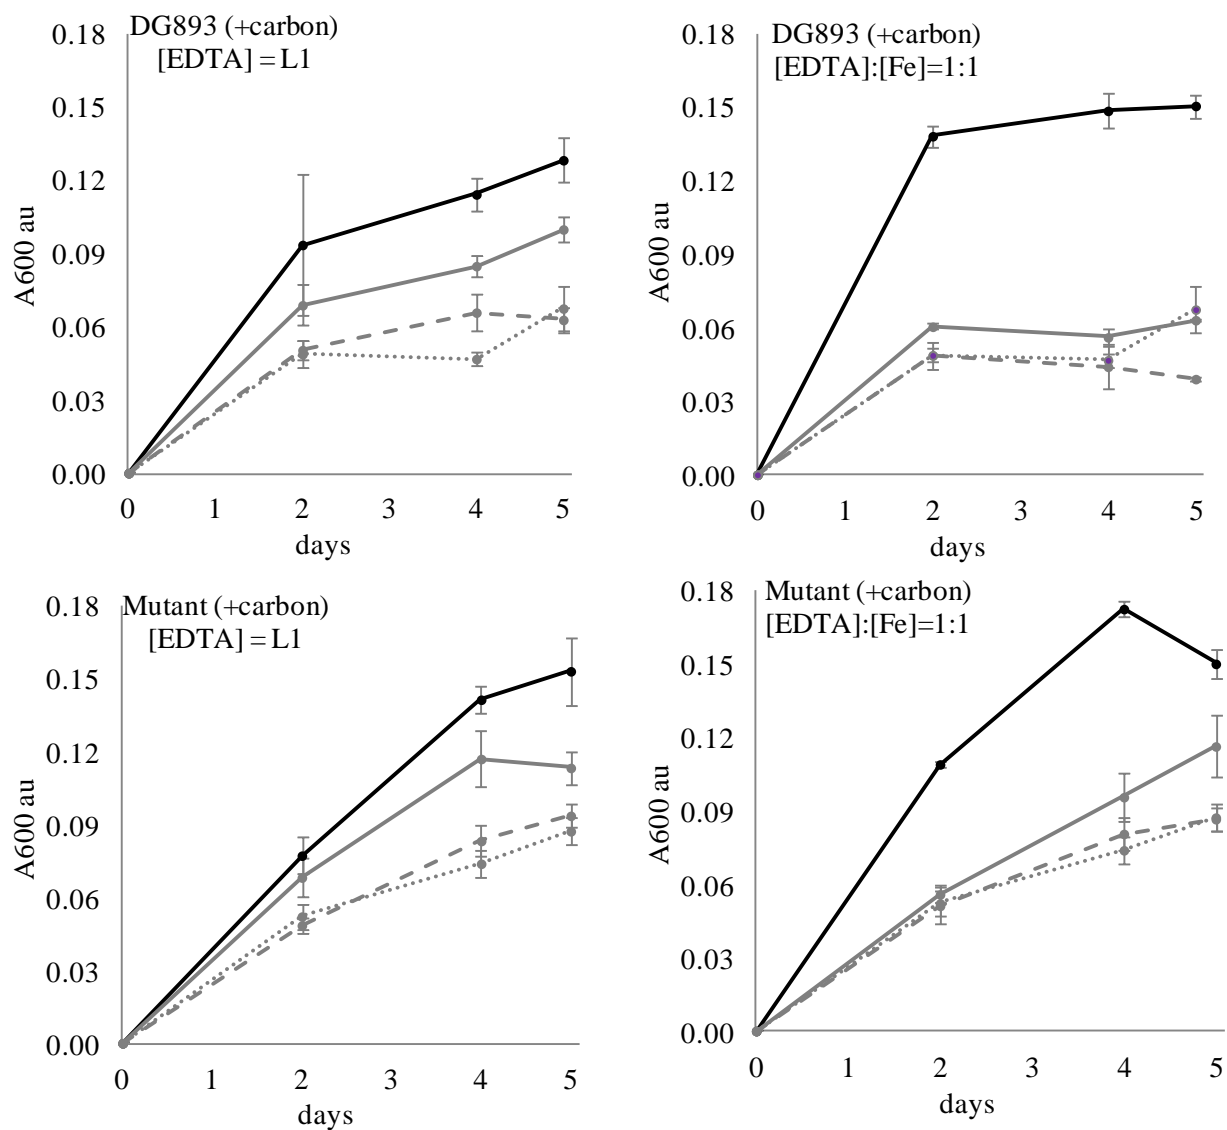 DG893 (+carbon)
[EDTA] = L1
0.18
0.15
0.12
0.09
0.06
0.03
0.00
A600 au
0 1 2 3 4 5
days
DG893 (+carbon)
[EDTA]:[Fe]=1:1
0.18
0.15
0.12
0.09
0.06
0.03
0.00
A600 au
0 1 2 3 4 5
days
Mutant (+carbon)
[EDTA] = L1
0.18
0.15
0.12
0.09
0.06
0.03
0.00
A600 au
0 1 2 3 4 5
days
Mutant (+carbon)
[EDTA]:[Fe]=1:1
0.18
0.15
0.12
0.09
0.06
0.03
0.00
A600 au
0 1 2 3 4 5
days